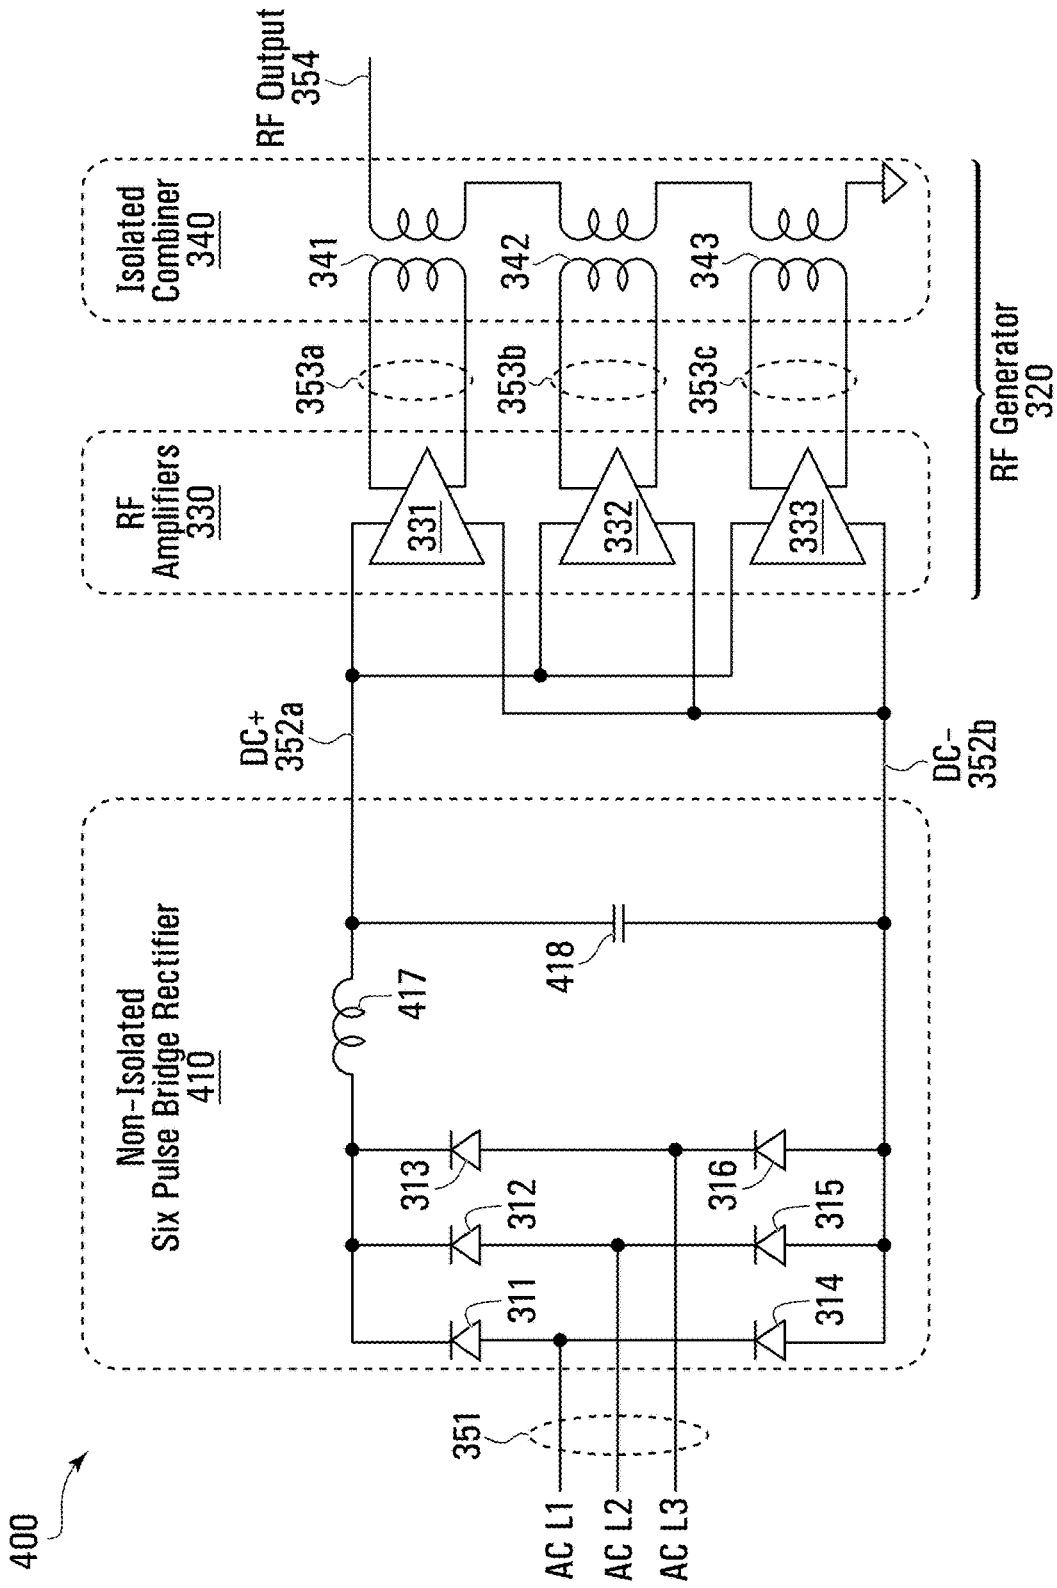 400
Non-Isolated
Six Pulse Bridge Rectifier
410
RF
Amplifiers
330
Isolated
Combiner
340
RF Output
354
DC+
352a
353a
341
417
331
351
311
312
313
353b
342
AC L1
418
332
AC L2
AC L3
353c
343
316
333
314
315
DC-
352b
RF Generator
320